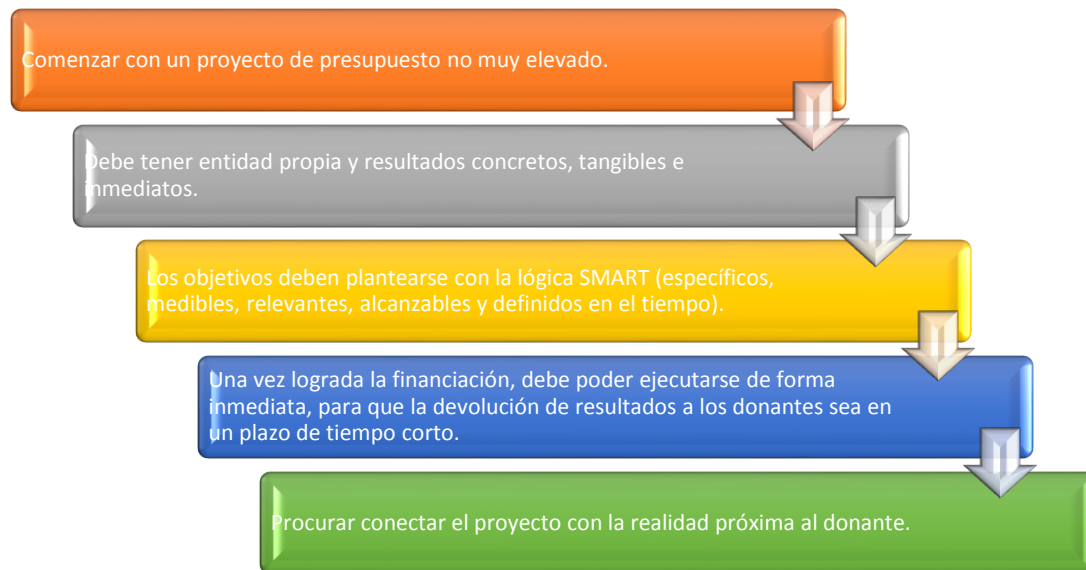 Comenzar con un proyecto de presupuesto no muy elevado.
Debe tener entidad propia y resultados concretos, tangibles e
inmediatos.
Los objetivos deben plantearse con la lógica SMART (específicos,
medibles, relevantes, alcanzables y definidos en el tiempo).
Una vez lograda la financiación, debe poder ejecutarse de forma
inmediata, para que la devolución de resultados a los donantes sea en
un plazo de tiempo corto.
Procurar conectar el proyecto con la realidad próxima al donante.